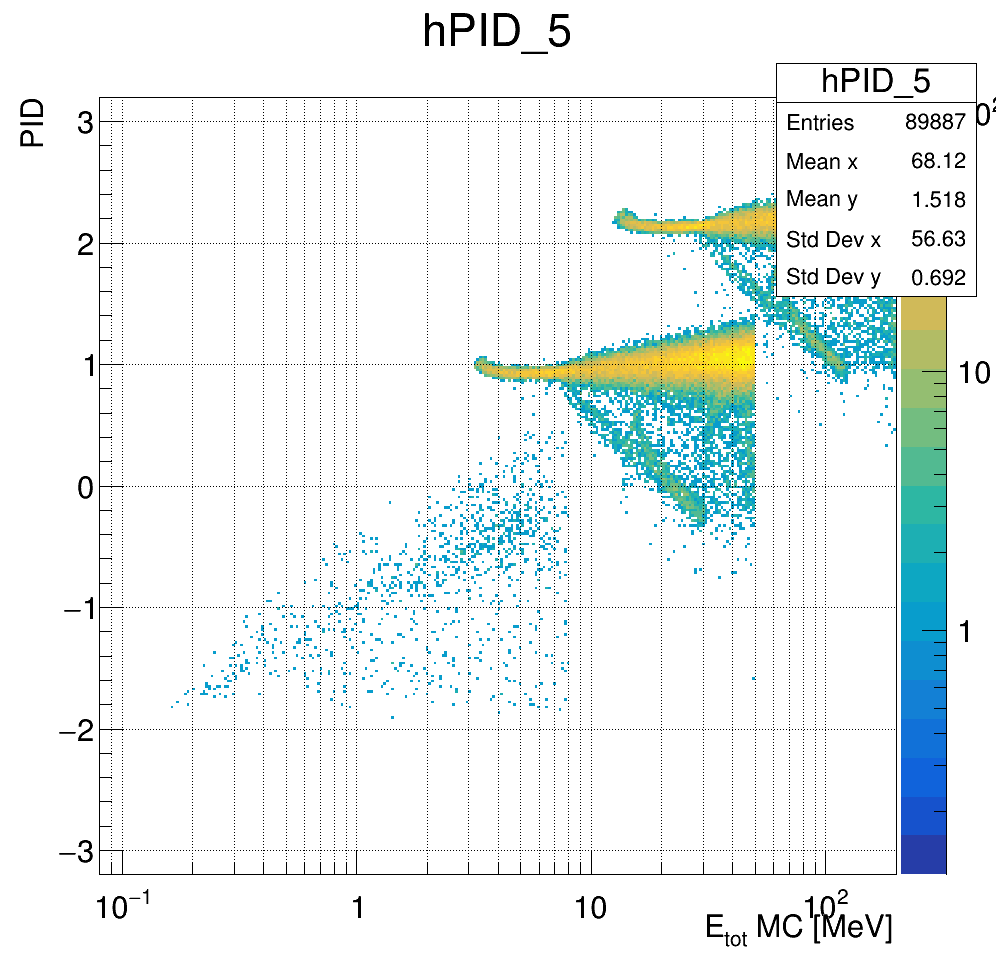 hPID_5
PID
hPID_5
Entries 89887
Mean x 68.12
Mean y 1.518
Std Dev x 56.63
Std Dev y 0.692
3
2
1
0
−1
−2
−3
10
1
10⁻¹ 1 10 10²
E_tot MC [MeV]